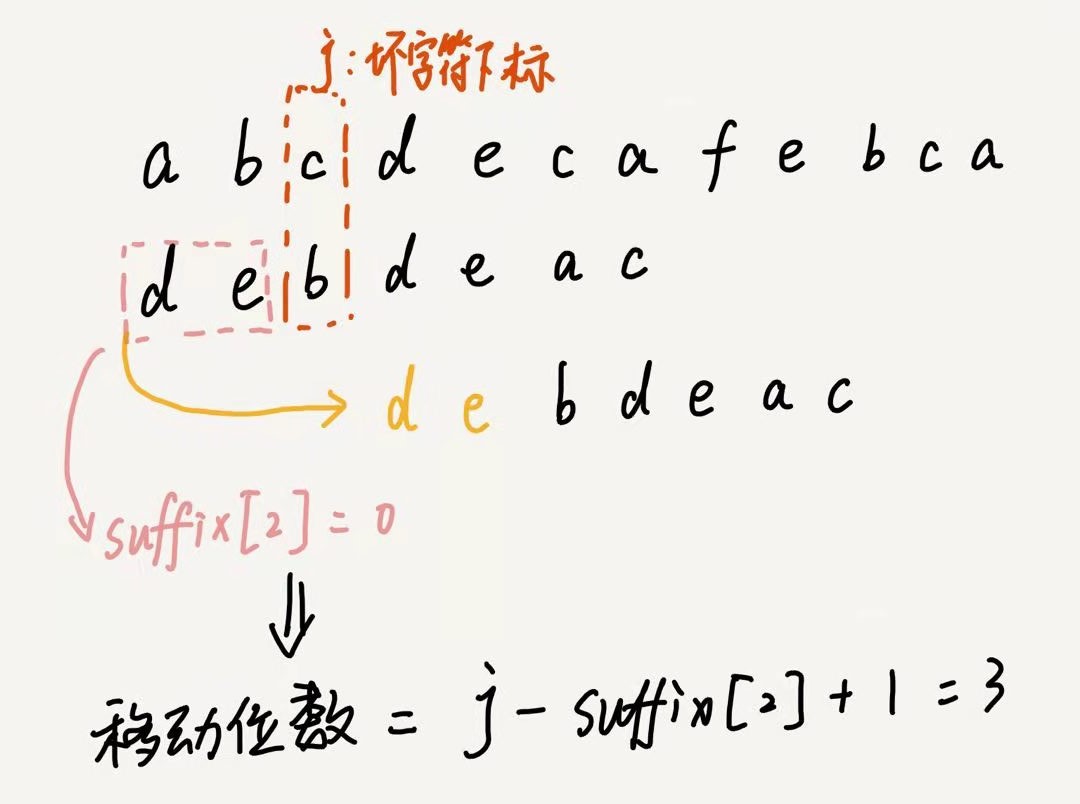 j:坏字符下标
a b c d e c a f e b c a
d e b d e a c
d e b d e a c
suffix[2] = 0
移动位数 = j - suffix[2] + 1 = 3